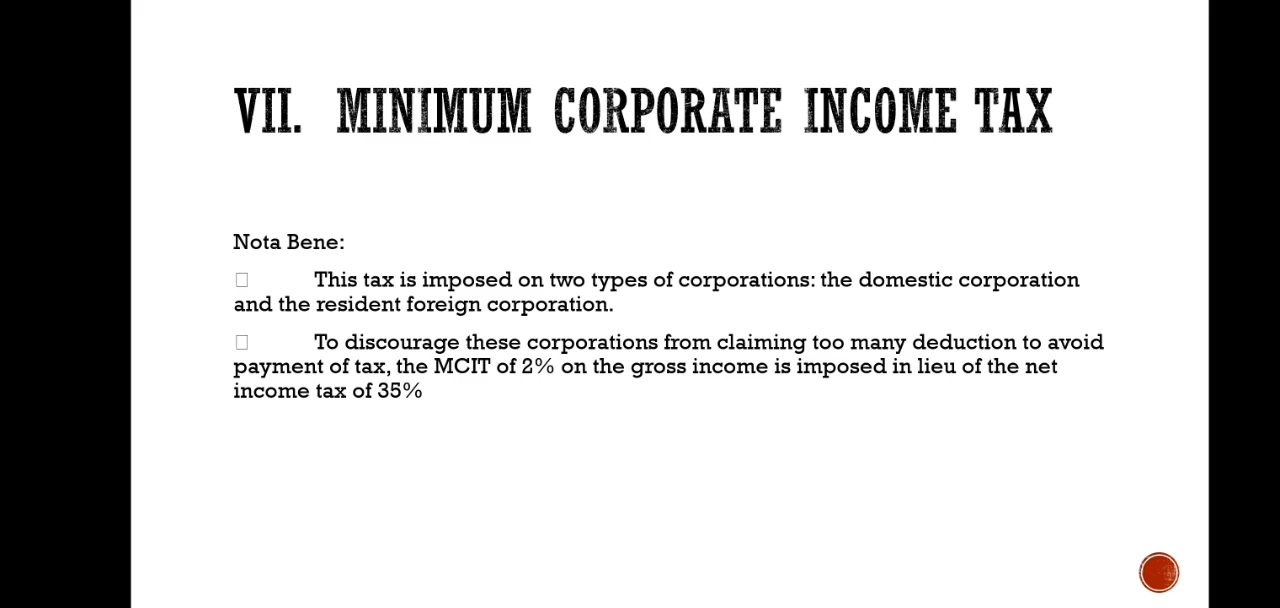 VII. MINIMUM CORPORATE INCOME TAX
Nota Bene:
This tax is imposed on two types of corporations: the domestic corporation
and the resident foreign corporation.
To discourage these corporations from claiming too many deduction to avoid
payment of tax, the MCIT of 2% on the gross income is imposed in lieu of the net
income tax of 35%